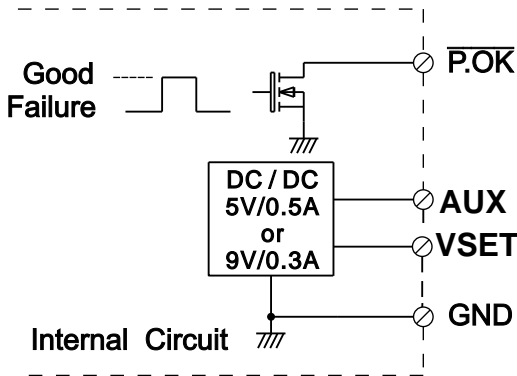 Good
Failure
P.OK
DC / DC
5V/0.5A
or
9V/0.3A
AUX
VSET
GND
Internal Circuit